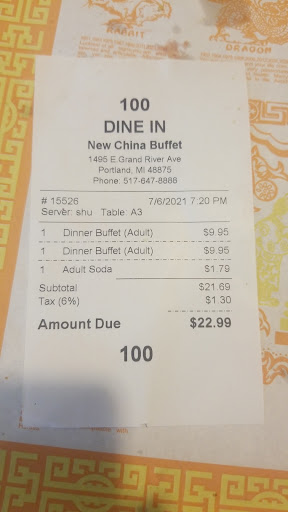 RABBIT
DRAGON
100
DINE IN
New China Buffet
1495 E.Grand River Ave
Portland, MI 48875
Phone: 517-647-8888
# 15526 7/6/2021 7:20 PM
Server: shu Table: A3
1 Dinner Buffet (Adult) $9.95
1 Dinner Buffet (Adult) $9.95
1 Adult Soda $1.79
Subtotal $21.69
Tax (6%) $1.30
Amount Due $22.99
100